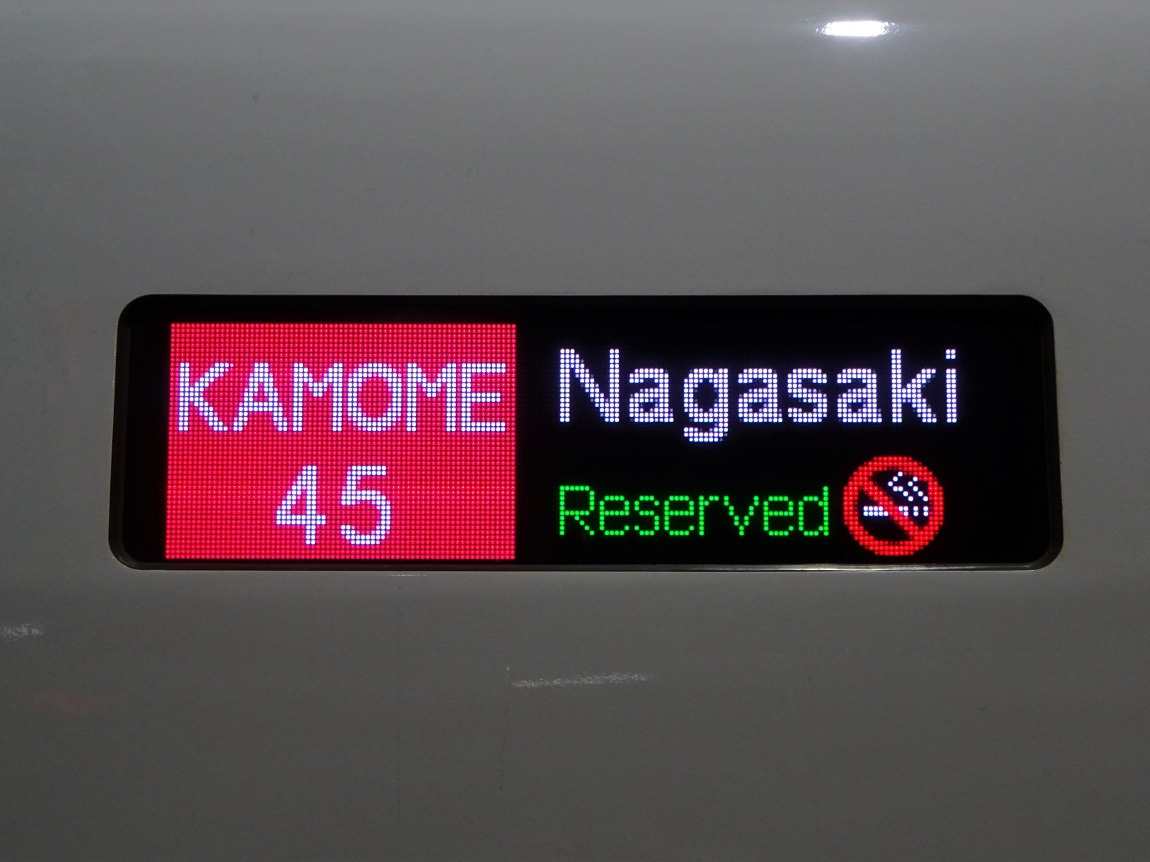 KAMOME
45
Nagasaki
Reserved